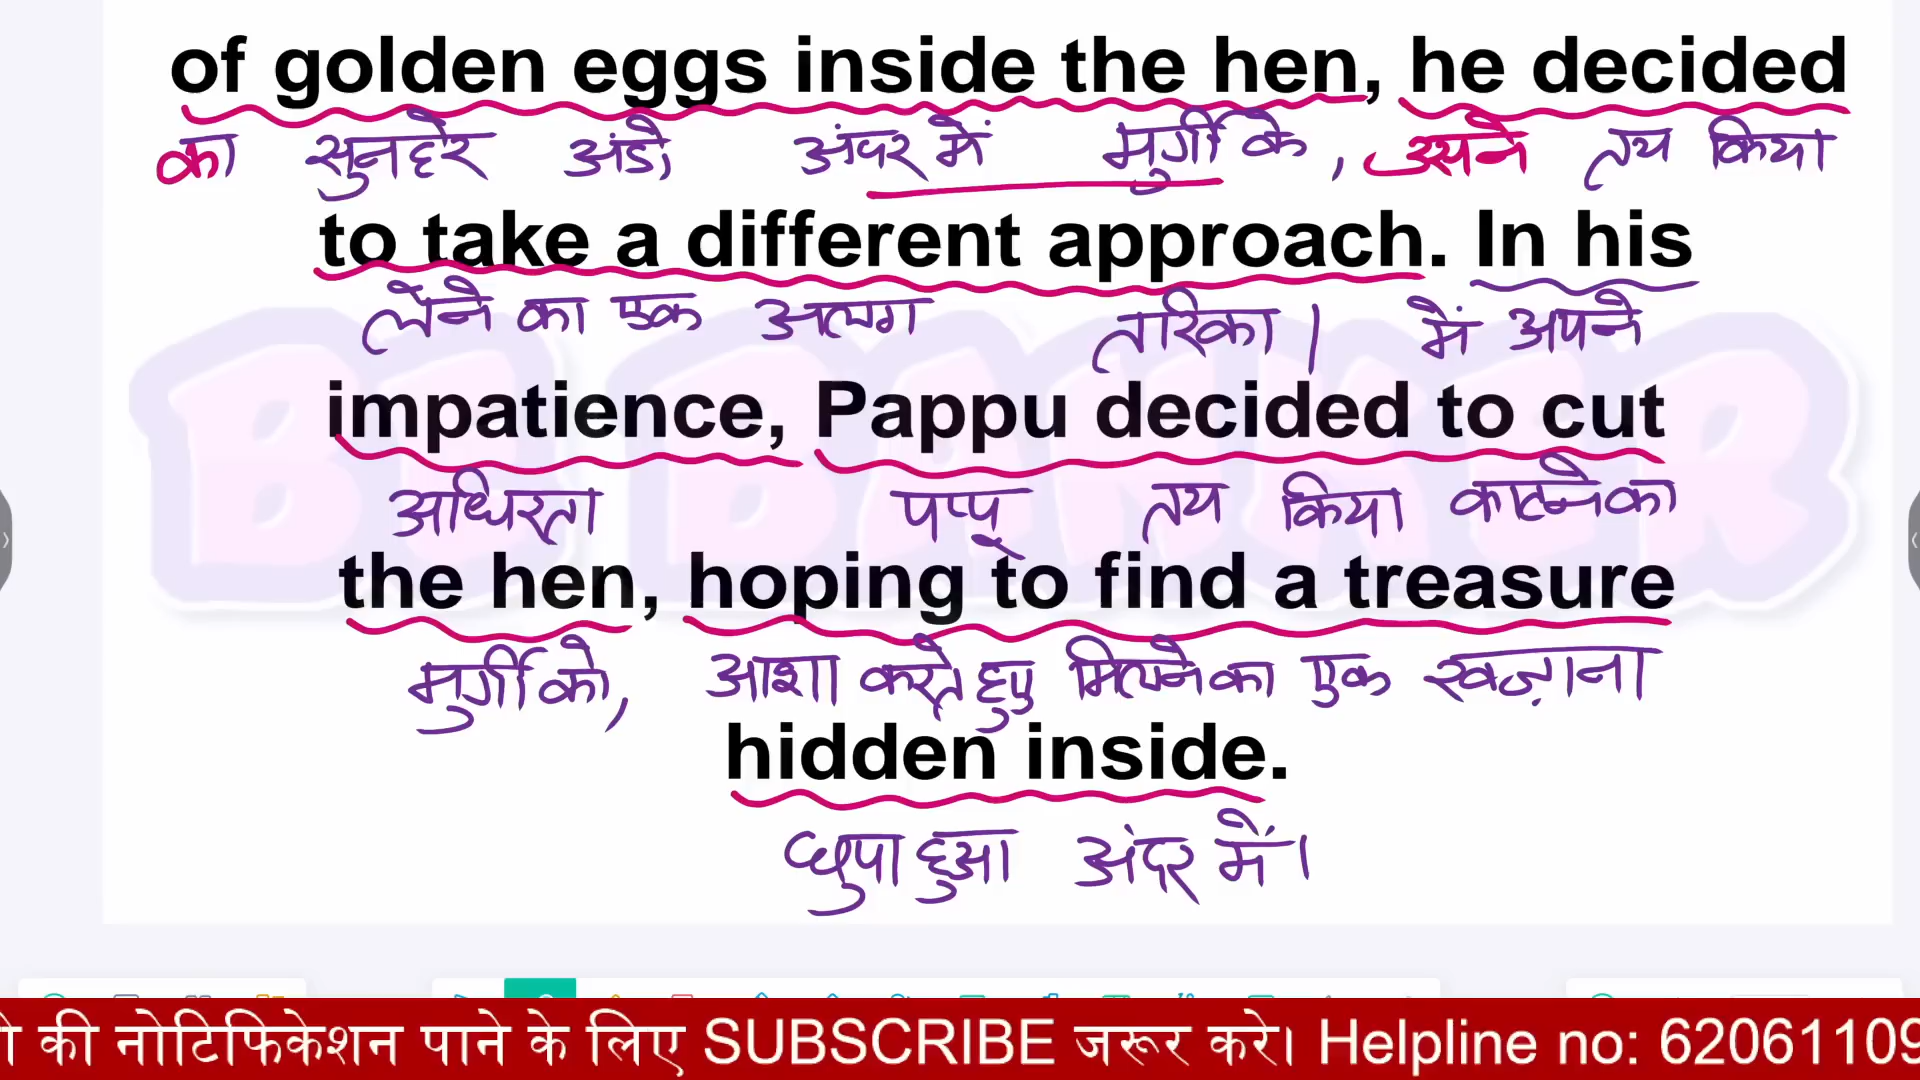 of golden eggs inside the hen, he decided
का सुनहेर अंडे, अंदर में मुर्गी के, उसने तय किया
to take a different approach. In his
लेने का एक अलग तरिका। में अपने
impatience, Pappu decided to cut
अधिरता पप्पू तय किया काटने का
the hen, hoping to find a treasure
मुर्गी को, आशा करते हुए मिलने का एक खज़ाना
hidden inside.
छुपा हुआ अंदर में।
की नोटिफिकेशन पाने के लिए SUBSCRIBE जरूर करे। Helpline no: 62061109